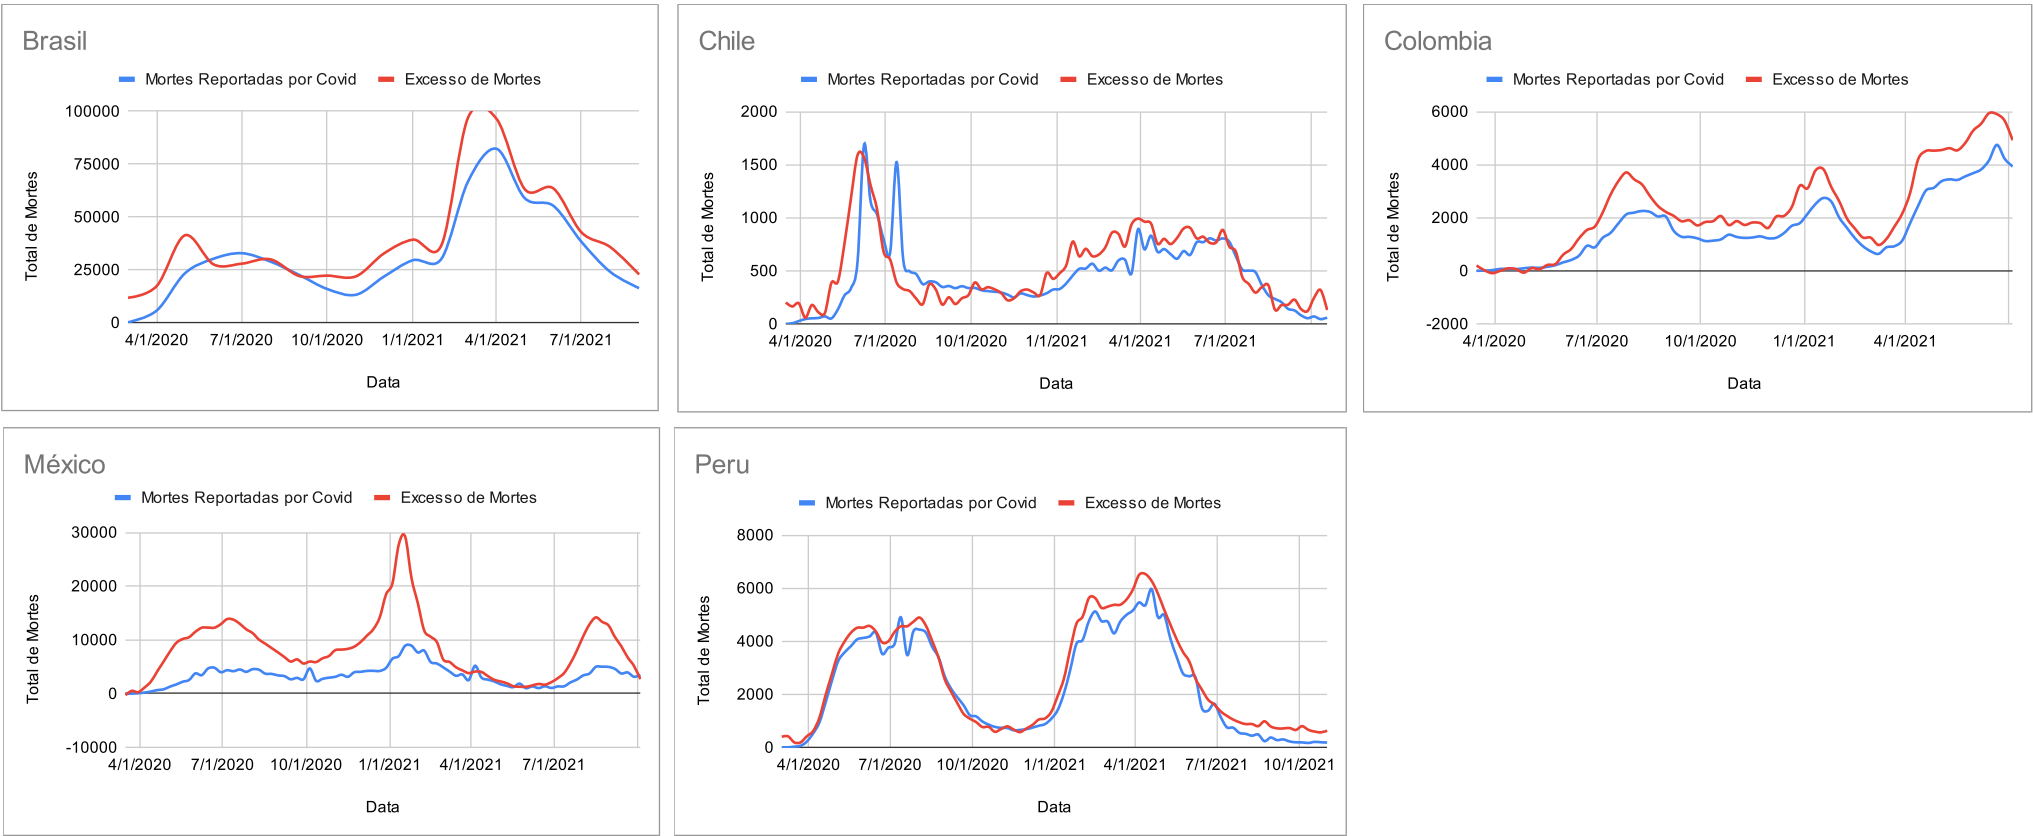 Brasil
Mortes Reportadas por Covid
Excesso de Mortes
Total de Mortes
100000
75000
50000
25000
0
4/1/2020 7/1/2020 10/1/2020 1/1/2021 4/1/2021 7/1/2021
Data
Chile
Mortes Reportadas por Covid
Excesso de Mortes
Total de Mortes
2000
1500
1000
500
0
4/1/2020 7/1/2020 10/1/2020 1/1/2021 4/1/2021 7/1/2021
Data
Colombia
Mortes Reportadas por Covid
Excesso de Mortes
Total de Mortes
6000
4000
2000
0
-2000
4/1/2020 7/1/2020 10/1/2020 1/1/2021 4/1/2021
Data
México
Mortes Reportadas por Covid
Excesso de Mortes
Total de Mortes
30000
20000
10000
0
-10000
4/1/2020 7/1/2020 10/1/2020 1/1/2021 4/1/2021 7/1/2021
Data
Peru
Mortes Reportadas por Covid
Excesso de Mortes
Total de Mortes
8000
6000
4000
2000
0
4/1/2020 7/1/2020 10/1/2020 1/1/2021 4/1/2021 7/1/2021 10/1/2021
Data